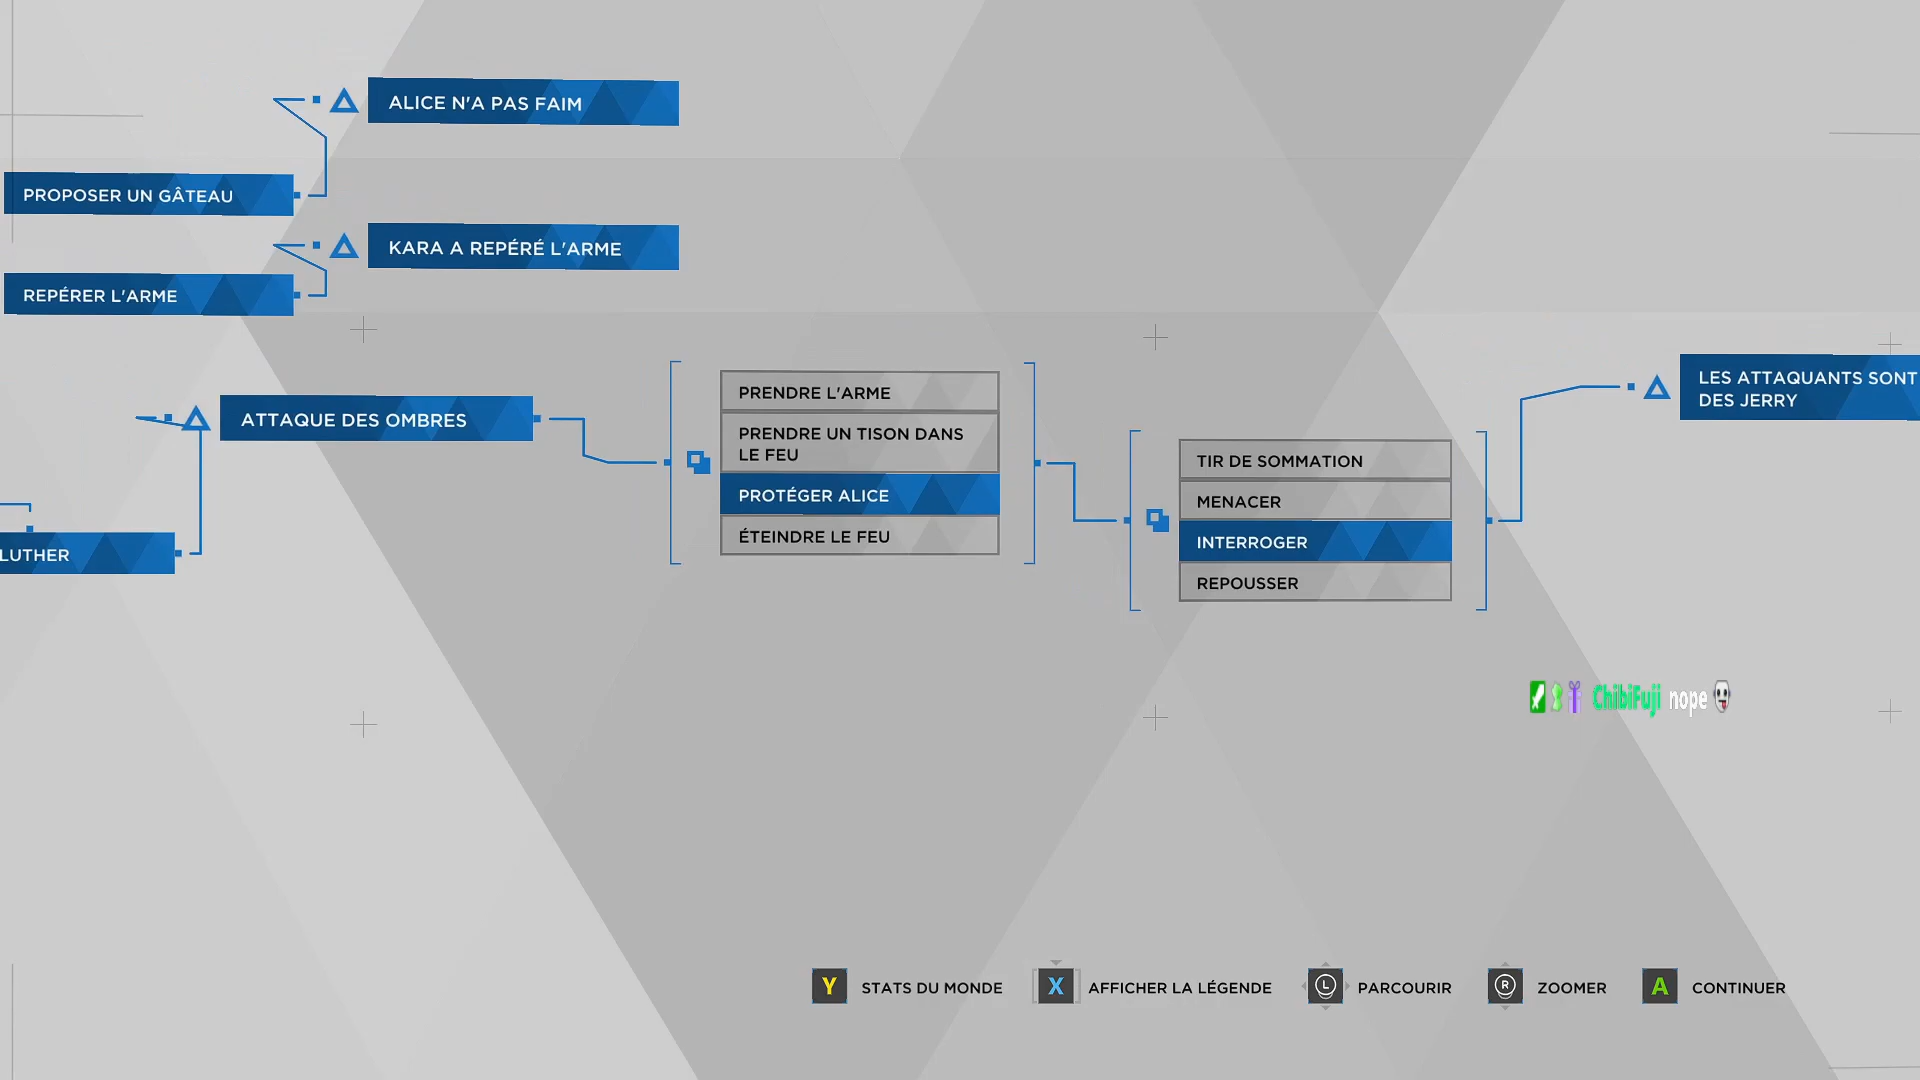 ALICE N'A PAS FAIM
PROPOSER UN GÂTEAU
KARA A REPÉRÉ L'ARME
REPÉRER L'ARME
ATTAQUE DES OMBRES
LUTHER
PRENDRE L'ARME
PRENDRE UN TISON DANS
LE FEU
PROTÉGER ALICE
ÉTEINDRE LE FEU
TIR DE SOMMATION
MENACER
INTERROGER
REPOUSSER
LES ATTAQUANTS SONT
DES JERRY
ChibiFuji nope
Y STATS DU MONDE
X AFFICHER LA LÉGENDE
L PARCOURIR
R ZOOMER
A CONTINUER